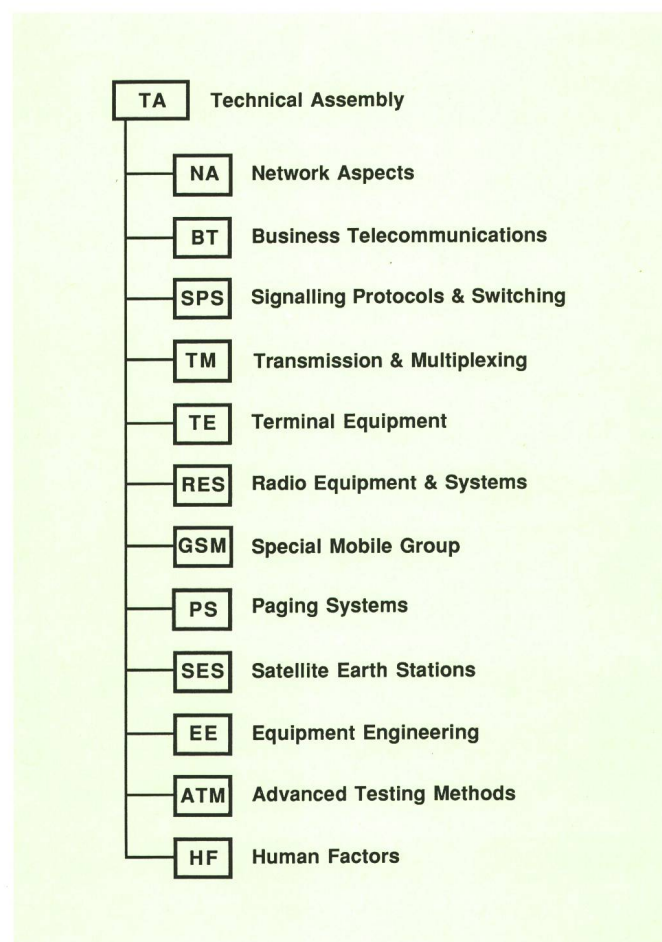 TA Technical Assembly
NA Network Aspects
BT Business Telecommunications
SPS Signalling Protocols & Switching
TM Transmission & Multiplexing
TE Terminal Equipment
RES Radio Equipment & Systems
GSM Special Mobile Group
PS Paging Systems
SES Satellite Earth Stations
EE Equipment Engineering
ATM Advanced Testing Methods
HF Human Factors